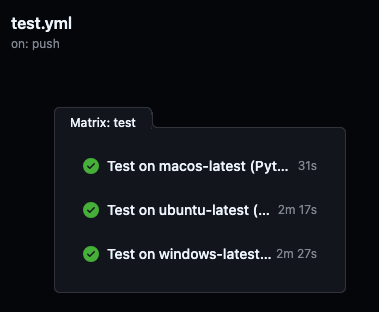 test.yml
on: push
Matrix: test
Test on macos-latest (Pyt... 31s
Test on ubuntu-latest (... 2m 17s
Test on windows-latest... 2m 27s